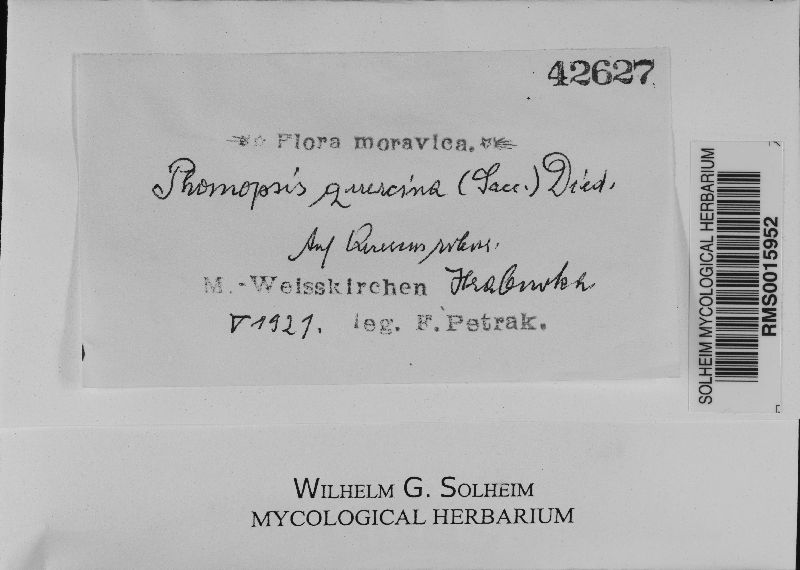 42627
Flora moravica.
Phomopsis quercina (Sacc.) Died.
Auf Quercus robur.
M.-Weisskirchen Hrabuvka
V 1921. leg. F. Petrak.
SOLHEIM MYCOLOGICAL HERBARIUM
RMS0015952
WILHELM G. SOLHEIM
MYCOLOGICAL HERBARIUM